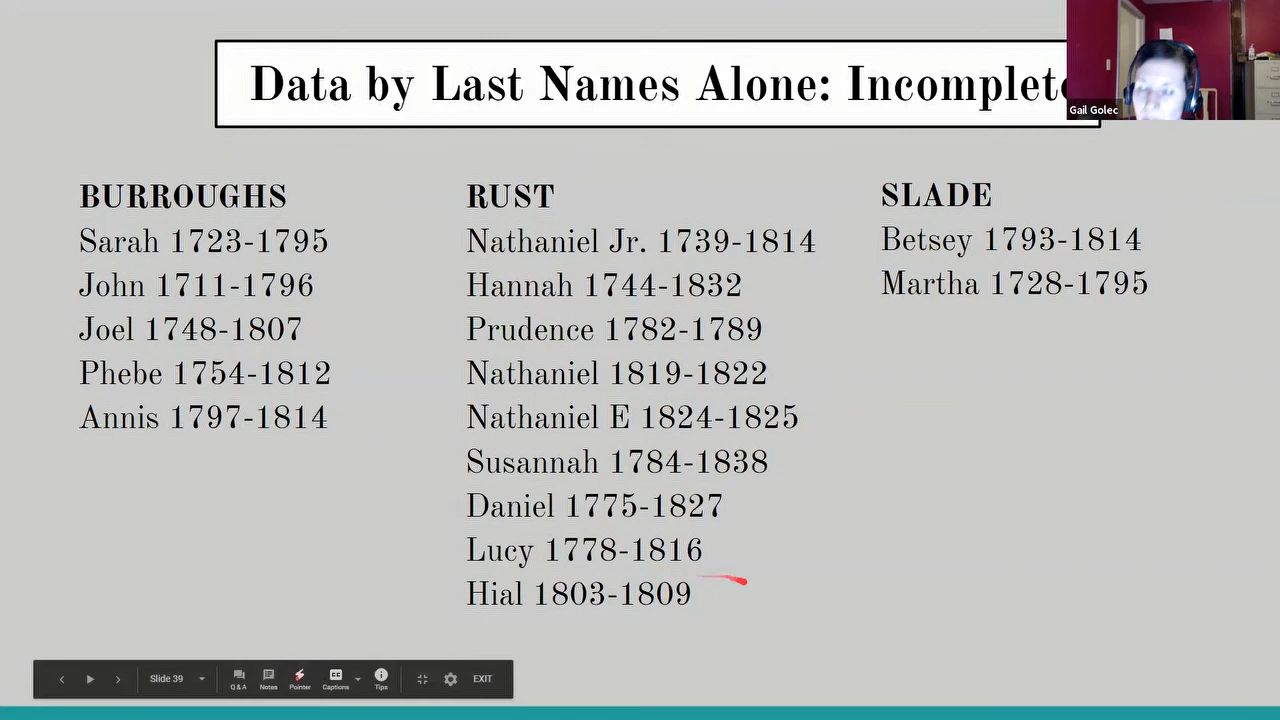 Data by Last Names Alone: Incomplete
Gail Golec
BURROUGHS
Sarah 1723-1795
John 1711-1796
Joel 1748-1807
Phebe 1754-1812
Annis 1797-1814
RUST
Nathaniel Jr. 1739-1814
Hannah 1744-1832
Prudence 1782-1789
Nathaniel 1819-1822
Nathaniel E 1824-1825
Susannah 1784-1838
Daniel 1775-1827
Lucy 1778-1816
Hial 1803-1809
SLADE
Betsey 1793-1814
Martha 1728-1795
Slide 39
Q & A
Notes
Pointer
CC
Captions
Tips
EXIT